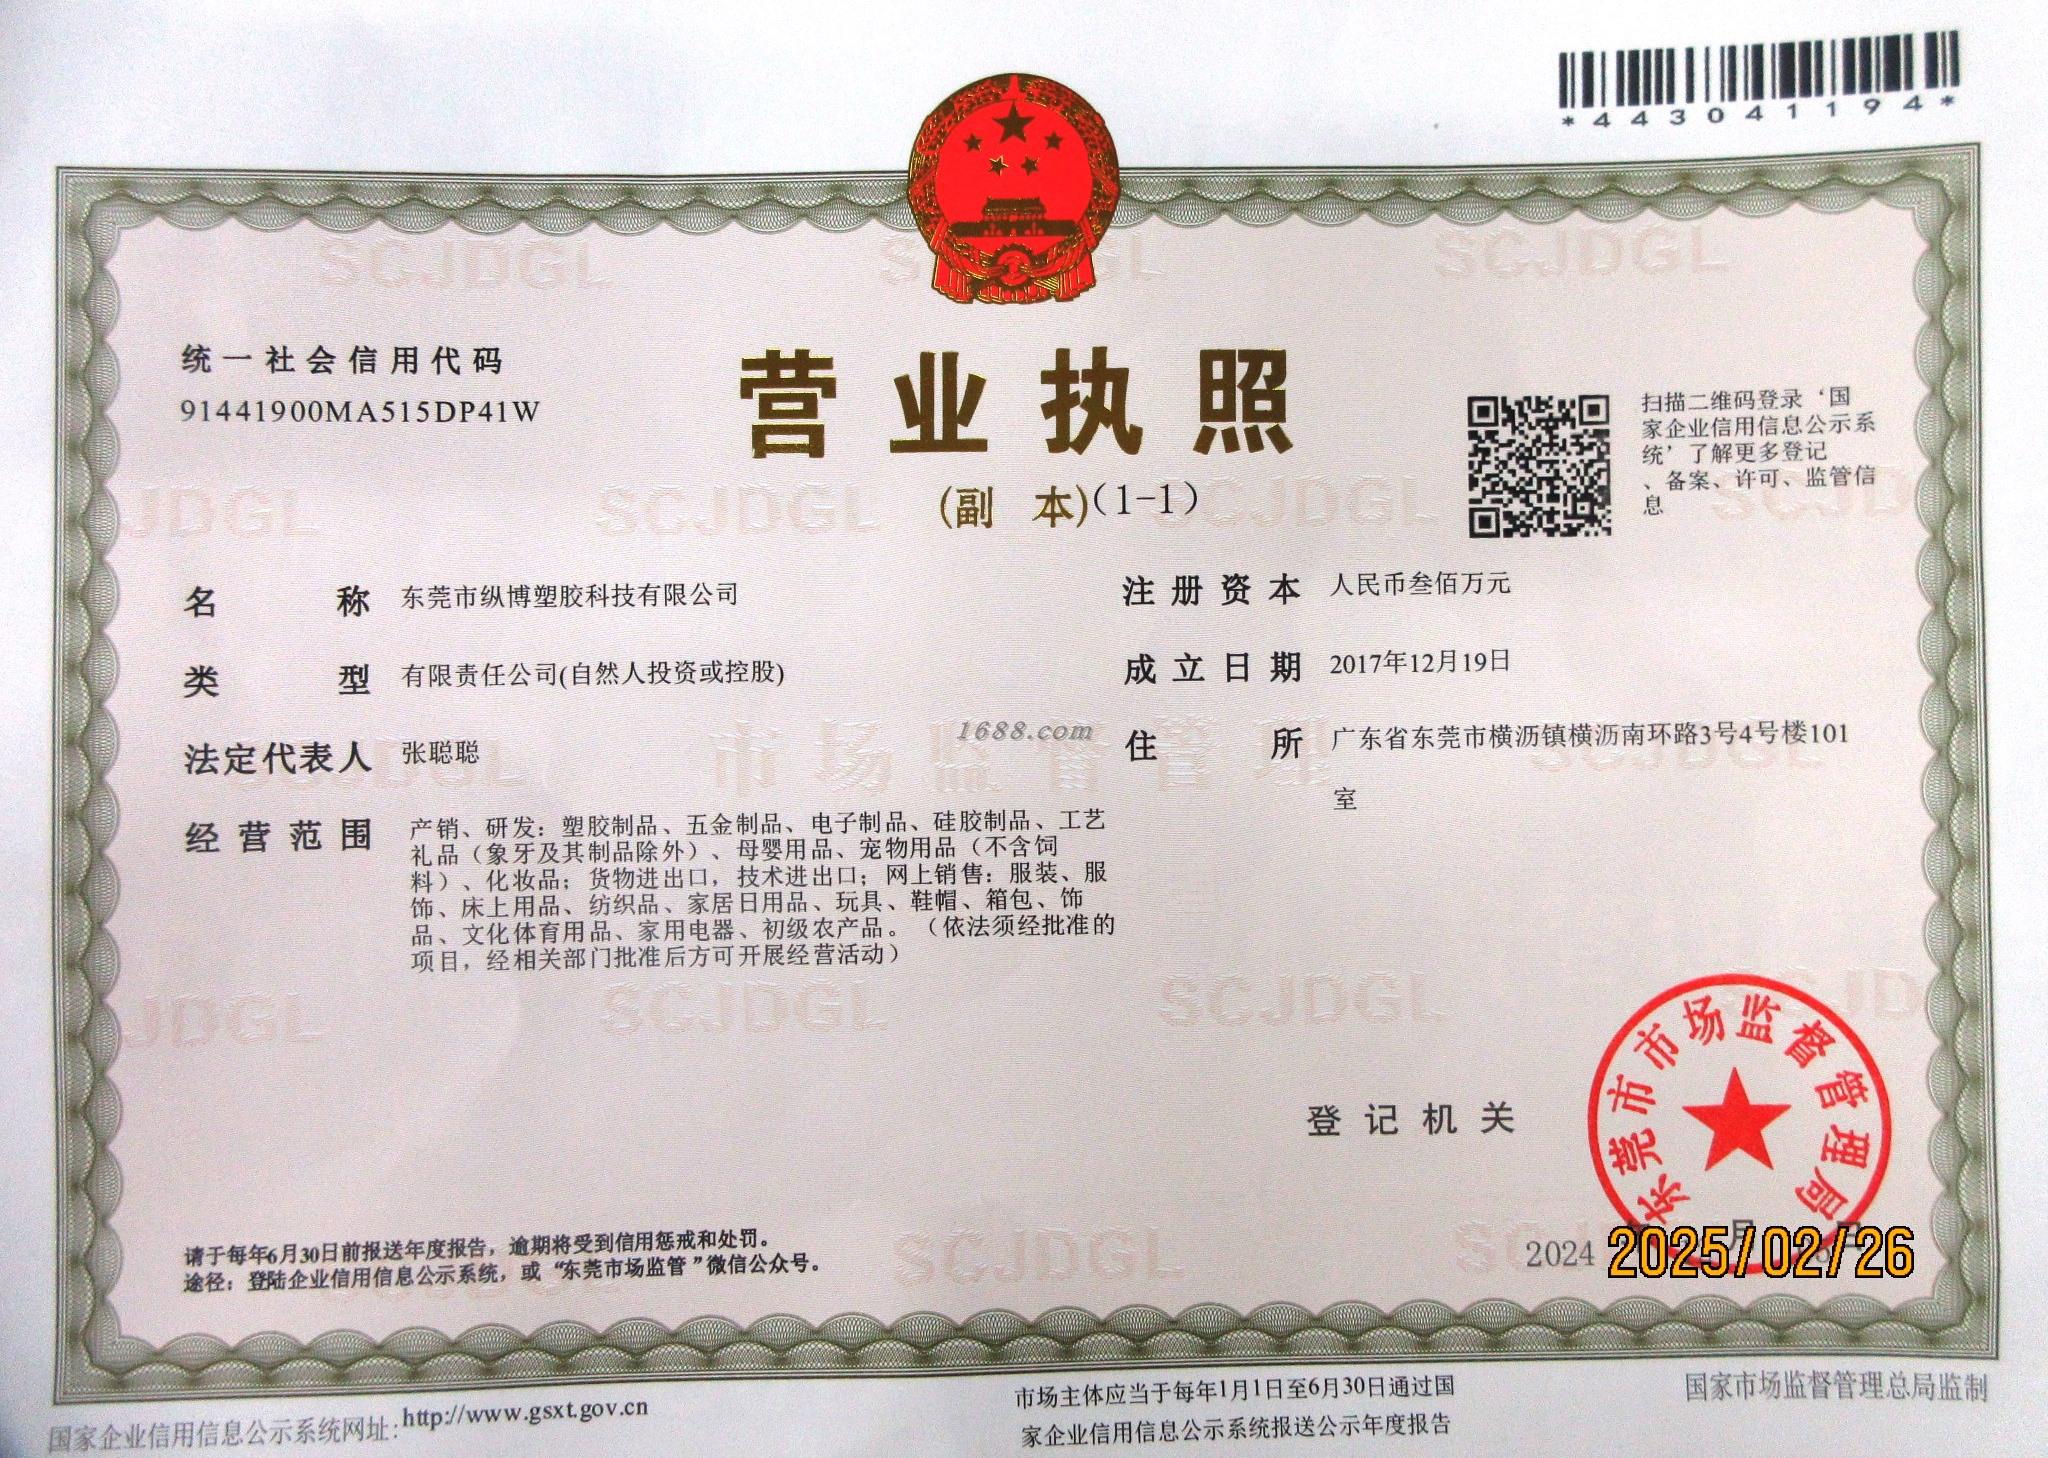 *443041194*
统一社会信用代码
91441900MA515DP41W
营业执照
(副 本)(1-1)
扫描二维码登录‘国
家企业信用信息公示系
统’了解更多登记
、备案、许可、监管信
息
名称 东莞市纵博塑胶科技有限公司
类型 有限责任公司(自然人投资或控股)
法定代表人 张聪聪
经营范围 产销、研发：塑胶制品、五金制品、电子制品、硅胶制品、工艺
礼品（象牙及其制品除外）、母婴用品、宠物用品（不含饲
料）、化妆品；货物进出口，技术进出口；网上销售：服装、服
饰、床上用品、纺织品、家居日用品、玩具、鞋帽、箱包、饰
品、文化体育用品、家用电器、初级农产品。（依法须经批准的
项目，经相关部门批准后方可开展经营活动）
注册资本 人民币叁佰万元
成立日期 2017年12月19日
住所 广东省东莞市横沥镇横沥南环路3号4号楼101
室
1688.com
市场监督管理
SCJDGL
登记机关
东莞市市场监督管理局
2024 年 月 日
2025/02/26
请于每年6月30日前报送年度报告，逾期将受到信用惩戒和处罚。
途径：登陆企业信用信息公示系统，或“东莞市场监管”微信公众号。
国家企业信用信息公示系统网址：http://www.gsxt.gov.cn
市场主体应当于每年1月1日至6月30日通过国
家企业信用信息公示系统报送公示年度报告
国家市场监督管理总局监制